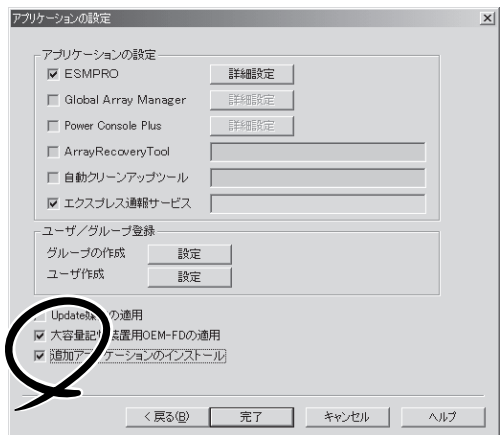 アプリケーションの設定
アプリケーションの設定
ESMPRO 詳細設定
Global Array Manager 詳細設定
Power Console Plus 詳細設定
ArrayRecoveryTool
自動クリーンアップツール
エクスプレス通報サービス
ユーザ/グループ登録
グループの作成 設定
ユーザ作成 設定
の適用
大容量記 装置用OEM-FDの適用
追加ア ケーションのインストール
<戻る(B) 完了 キャンセル ヘルプ